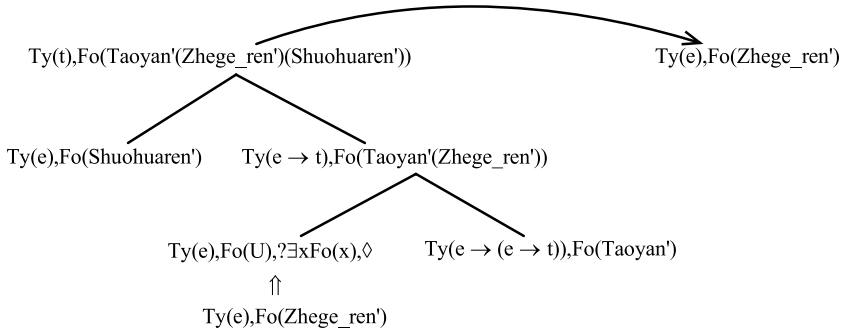 Ty(t),Fo(Taoyan'(Zhege_ren')(Shuohuaren')) Ty(e),Fo(Zhege_ren')
Ty(e),Fo(Shuohuaren') Ty(e → t),Fo(Taoyan'(Zhege_ren'))
Ty(e),Fo(U),?∃xFo(x),◊ Ty(e → (e → t)),Fo(Taoyan')
⇑
Ty(e),Fo(Zhege_ren')